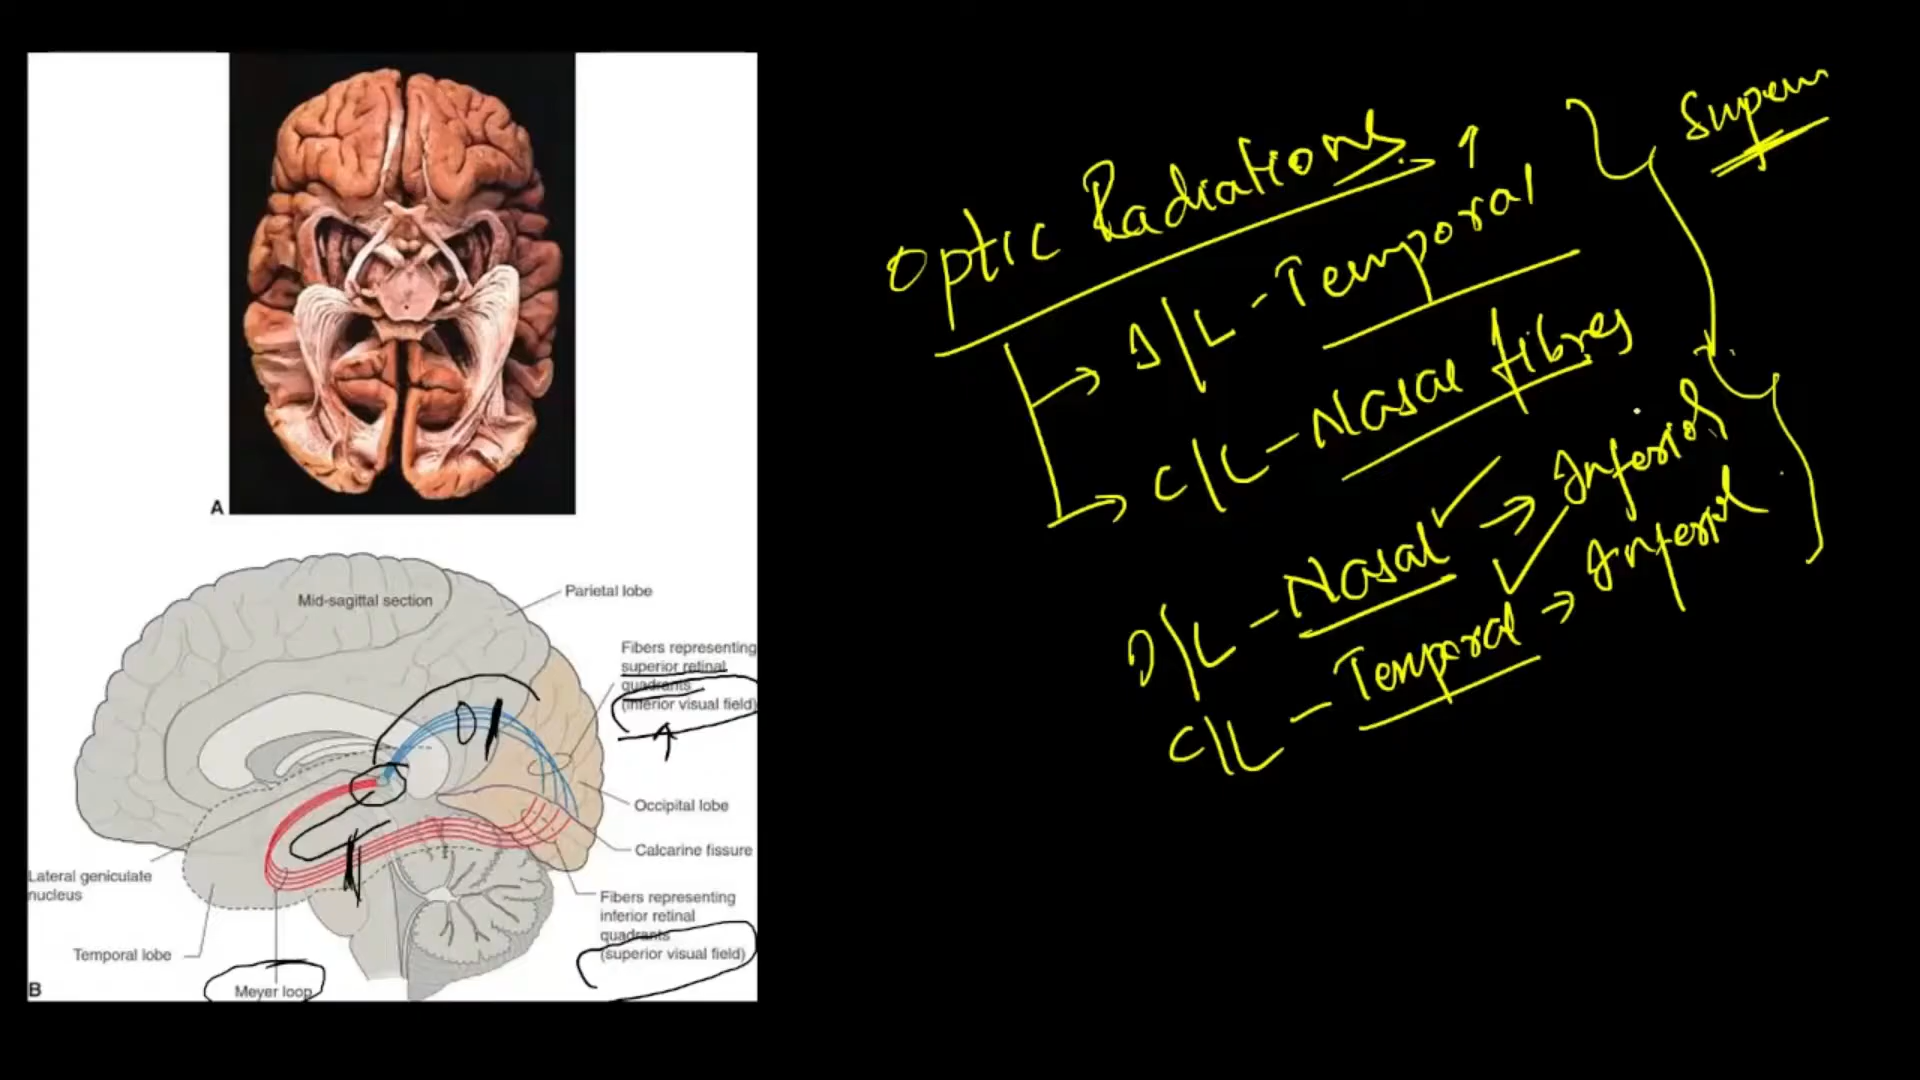 A
Mid-sagittal section
Parietal lobe
Fibers representing
superior retinal
quadrants
(inferior visual field)
Occipital lobe
Calcarine fissure
Lateral geniculate
nucleus
Fibers representing
inferior retinal
quadrants
(superior visual field)
Temporal lobe
Meyer loop
B
Optic Radiations
I/L - Temporal
C/L - Nasal fibres
I/L - Nasal → Inferior
C/L - Temporal → Inferior